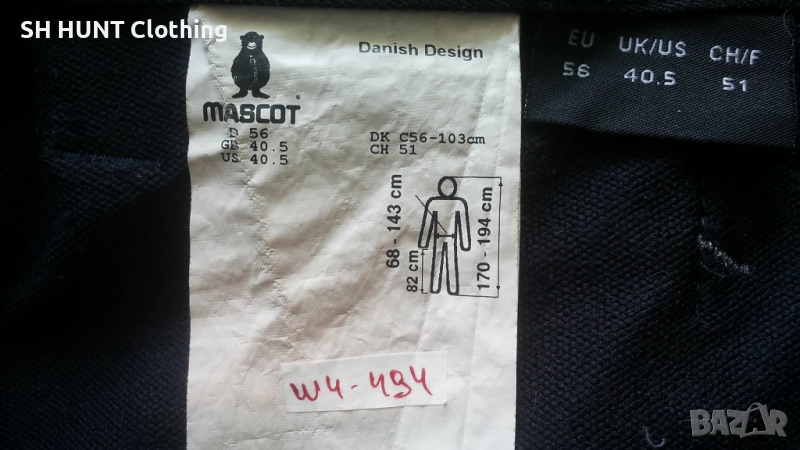 SH HUNT Clothing
Danish Design
MASCOT
D 56
GB 40.5
US 40.5
DK C56-103cm
CH 51
68 - 143 cm
82 cm
170 - 194 cm
w4-494
EU UK/US CH/F
56 40.5 51
BAZAR